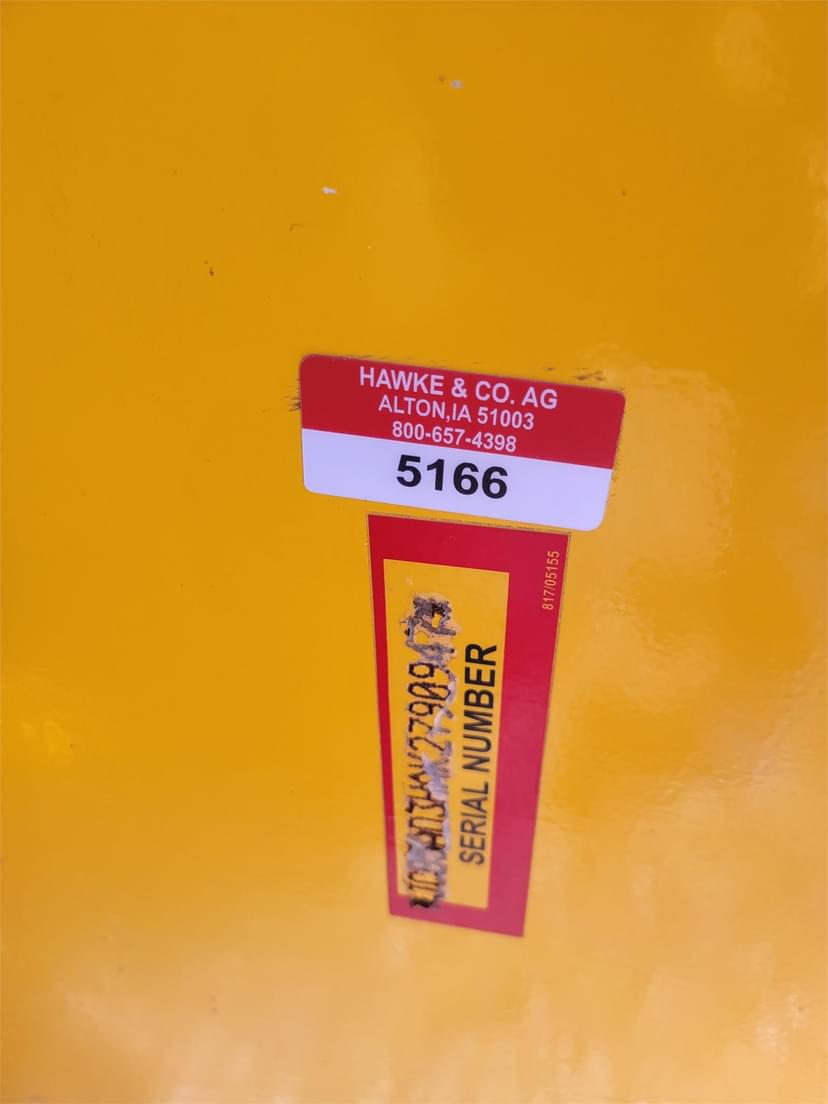 HAWKE & CO. AG
ALTON,IA 51003
800-657-4398
5166
817/05155
SERIAL NUMBER